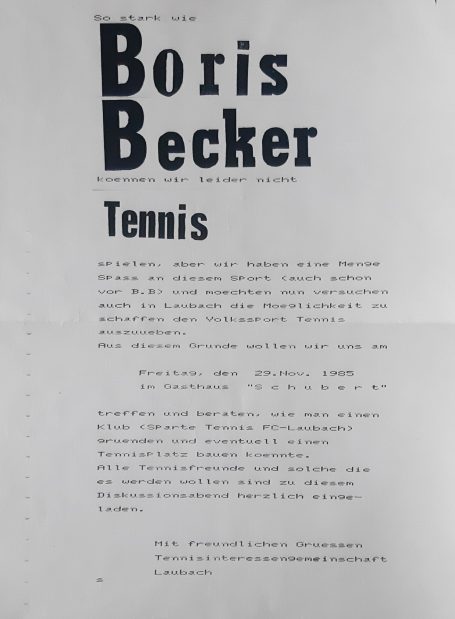 So stark wie
Boris
Becker
koennen wir leider nicht
Tennis
spielen, aber wir haben eine Menge
Spass an diesem Sport (auch schon
vor B.B) und moechten nun versuchen
auch in Laubach die Moeglichkeit zu
schaffen den Volkssport Tennis
auszuueben.
Aus diesem Grunde wollen wir uns am
Freitag, den 29.Nov. 1985
im Gasthaus "S c h u b e r t"
treffen und beraten, wie man einen
Klub (Sparte Tennis FC-Laubach)
gruenden und eventuell einen
Tennisplatz bauen koennte.
Alle Tennisfreunde und solche die
es werden wollen sind zu diesem
Diskussionsabend herzlich einge-
laden.
Mit freundlichen Gruessen
Tennisinteressengemeinschaft
Laubach
s